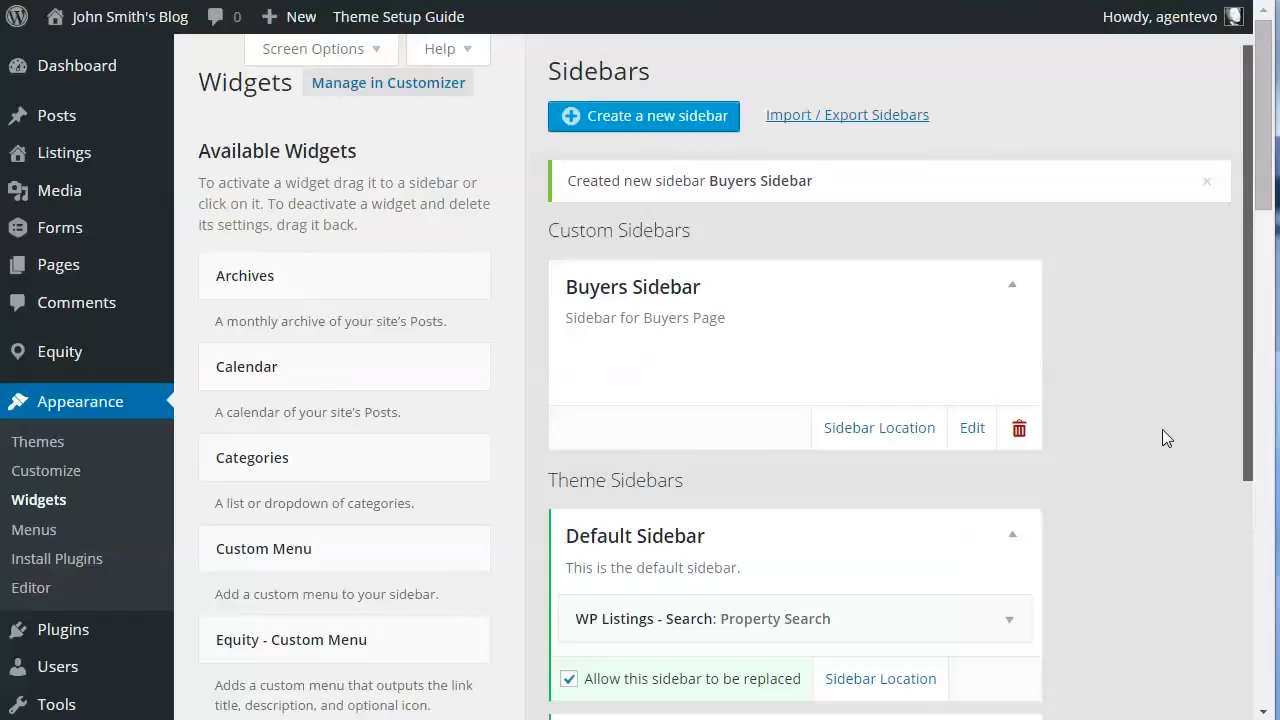 John Smith's Blog
0
New
Theme Setup Guide
Howdy, agentevo
Dashboard
Posts
Listings
Media
Forms
Pages
Comments
Equity
Appearance
Themes
Customize
Widgets
Menus
Install Plugins
Editor
Plugins
Users
Tools
Screen Options
Help
Widgets
Manage in Customizer
Available Widgets
To activate a widget drag it to a sidebar or
click on it. To deactivate a widget and delete
its settings, drag it back.
Archives
A monthly archive of your site's Posts.
Calendar
A calendar of your site's Posts.
Categories
A list or dropdown of categories.
Custom Menu
Add a custom menu to your sidebar.
Equity - Custom Menu
Adds a custom menu that outputs the link
title, description, and optional icon.
Sidebars
Create a new sidebar
Import / Export Sidebars
Created new sidebar Buyers Sidebar
Custom Sidebars
Buyers Sidebar
Sidebar for Buyers Page
Sidebar Location
Edit
Theme Sidebars
Default Sidebar
This is the default sidebar.
WP Listings - Search: Property Search
Allow this sidebar to be replaced
Sidebar Location